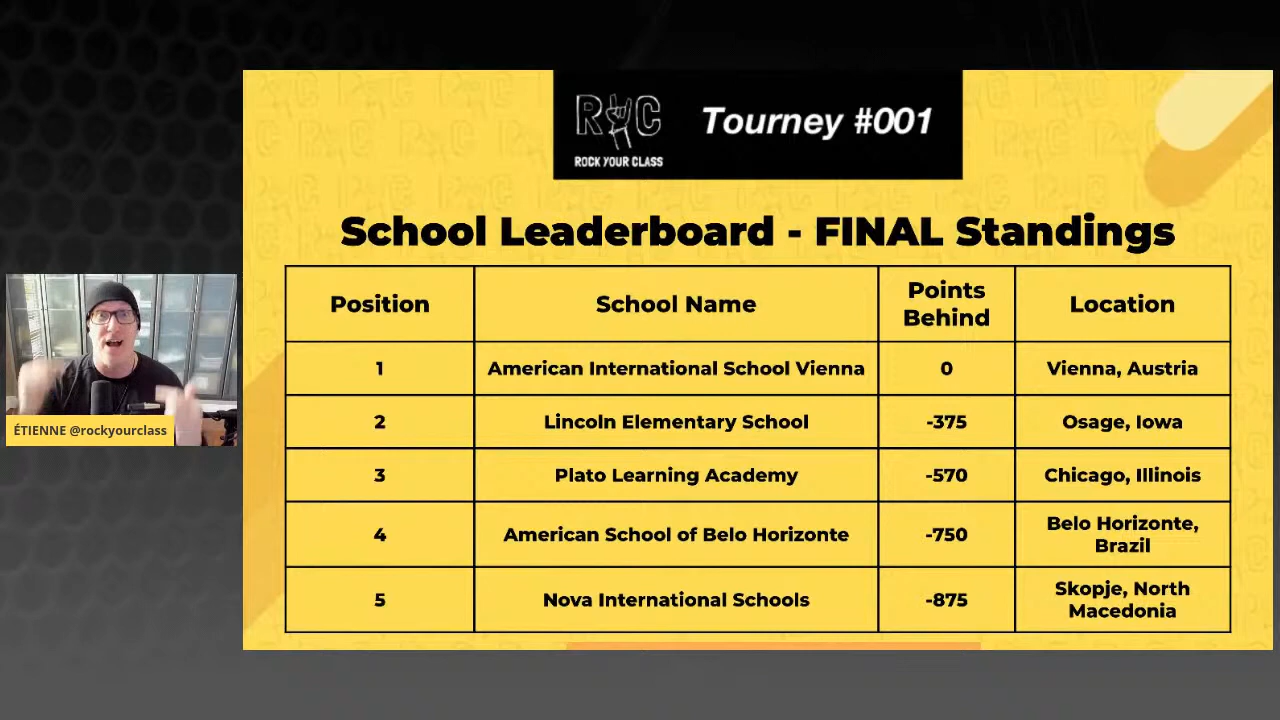 RYC
ROCK YOUR CLASS
Tourney #001
School Leaderboard - FINAL Standings
Position
School Name
Points
Behind
Location
1
American International School Vienna
0
Vienna, Austria
2
Lincoln Elementary School
-375
Osage, Iowa
3
Plato Learning Academy
-570
Chicago, Illinois
4
American School of Belo Horizonte
-750
Belo Horizonte,
Brazil
5
Nova International Schools
-875
Skopje, North
Macedonia
ÉTIENNE @rockyourclass